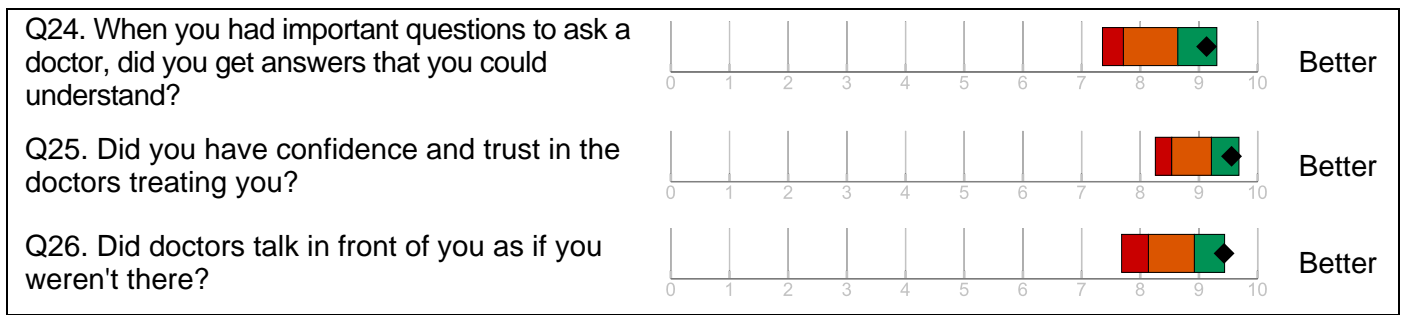 Q24. When you had important questions to ask a
doctor, did you get answers that you could
understand?
0 1 2 3 4 5 6 7 8 9 10
Better
Q25. Did you have confidence and trust in the
doctors treating you?
0 1 2 3 4 5 6 7 8 9 10
Better
Q26. Did doctors talk in front of you as if you
weren't there?
0 1 2 3 4 5 6 7 8 9 10
Better